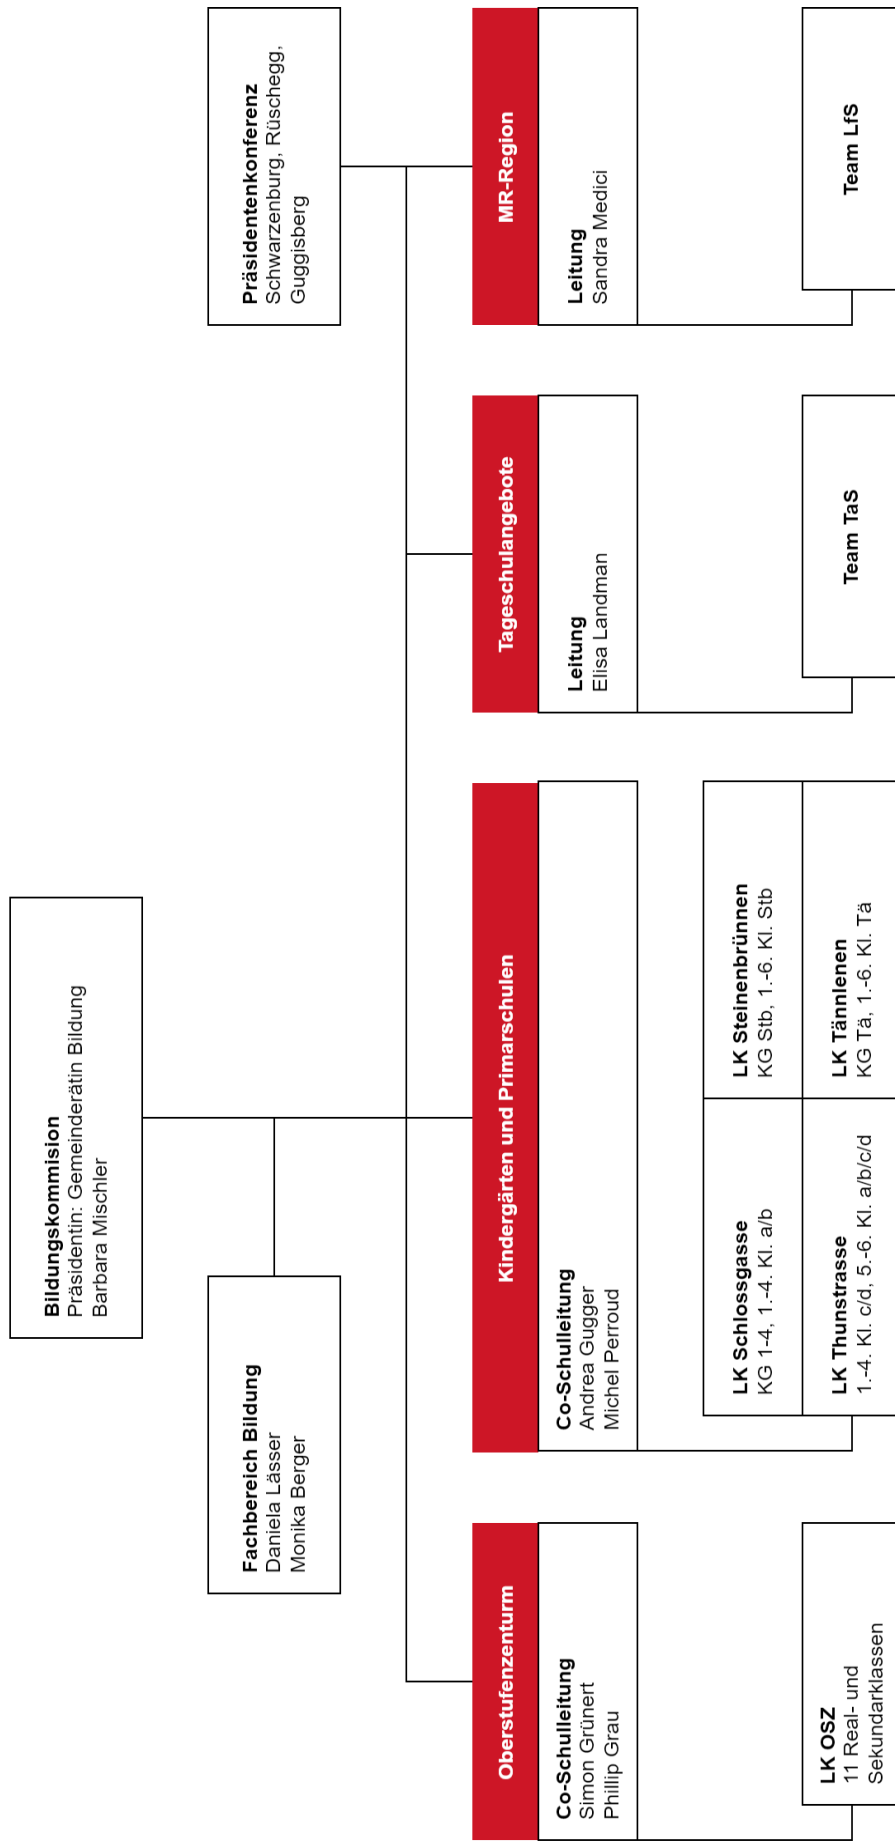 Bildungskommision
Präsidentin: Gemeinderätin Bildung
Barbara Mischler
Fachbereich Bildung
Daniela Lässer
Monika Berger
Präsidentenkonferenz
Schwarzenburg, Rüschegg,
Guggisberg
Oberstufenzenturm
Co-Schulleitung
Simon Grünert
Phillip Grau
LK OSZ
11 Real- und
Sekundarklassen
Kindergärten und Primarschulen
Co-Schulleitung
Andrea Gugger
Michel Perroud
LK Schlossgasse
KG 1-4, 1.-4. Kl. a/b
LK Steinenbrünnen
KG Stb, 1.-6. Kl. Stb
LK Thunstrasse
1.-4. Kl. c/d, 5.-6. Kl. a/b/c/d
LK Tännlenen
KG Tä, 1.-6. Kl. Tä
Tageschulangebote
Leitung
Elisa Landman
Team TaS
MR-Region
Leitung
Sandra Medici
Team LfS